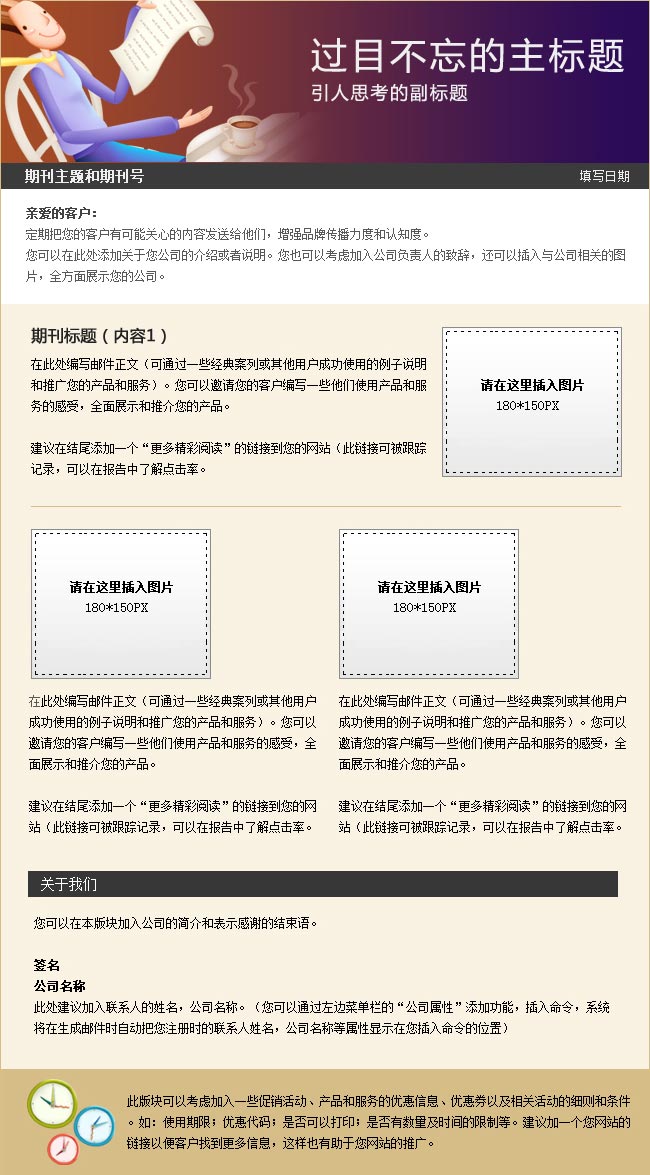 过目不忘的主标题
引人思考的副标题
期刊主题和期刊号
填写日期
亲爱的客户：
定期把您的客户有可能关心的内容发送给他们，增强品牌传播力度和认知度。
您可以在此处添加关于您公司的介绍或者说明。您也可以考虑加入公司负责人的致辞，还可以插入与公司相关的图
片，全方面展示您的公司。
期刊标题（内容1）
在此处编写邮件正文（可通过一些经典案列或其他用户成功使用的例子说明
和推广您的产品和服务）。您可以邀请您的客户编写一些他们使用产品和服
务的感受，全面展示和推介您的产品。
建议在结尾添加一个“更多精彩阅读”的链接到您的网站（此链接可被跟踪
记录，可以在报告中了解点击率。
请在这里插入图片
180*150PX
请在这里插入图片
180*150PX
在此处编写邮件正文（可通过一些经典案列或其他用户
成功使用的例子说明和推广您的产品和服务）。您可以
邀请您的客户编写一些他们使用产品和服务的感受，全
面展示和推介您的产品。
建议在结尾添加一个“更多精彩阅读”的链接到您的网
站（此链接可被跟踪记录，可以在报告中了解点击率。
请在这里插入图片
180*150PX
在此处编写邮件正文（可通过一些经典案列或其他用户
成功使用的例子说明和推广您的产品和服务）。您可以
邀请您的客户编写一些他们使用产品和服务的感受，全
面展示和推介您的产品。
建议在结尾添加一个“更多精彩阅读”的链接到您的网
站（此链接可被跟踪记录，可以在报告中了解点击率。
关于我们
您可以在本版块加入公司的简介和表示感谢的结束语。
签名
公司名称
此处建议加入联系人的姓名，公司名称。（您可以通过左边菜单栏的“公司属性”添加功能，插入命令，系统
将在生成邮件时自动把您注册时的联系人姓名，公司名称等属性显示在您插入命令的位置）
此版块可以考虑加入一些促销活动、产品和服务的优惠信息、优惠券以及相关活动的细则和条件
。如：使用期限；优惠代码；是否可以打印；是否有数量及时间的限制等。建议加一个您网站的
链接以便客户找到更多信息，这样也有助于您网站的推广。